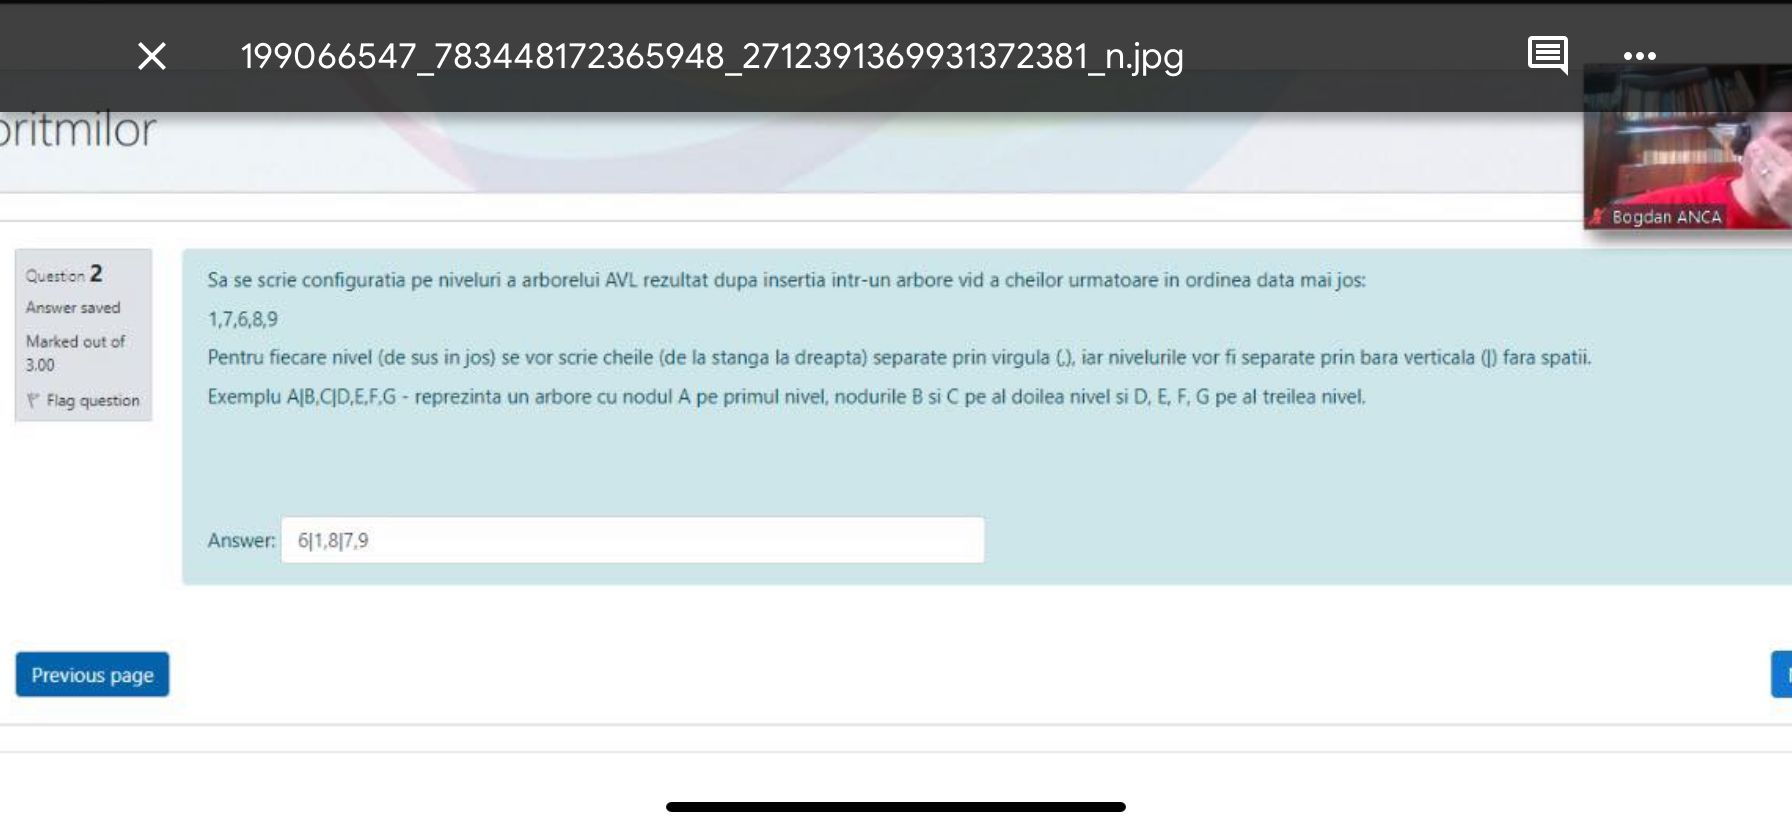 199066547_783448172365948_2712391369931372381_n.jpg
oritmilor
Bogdan ANCA
Question 2
Answer saved
Marked out of
3.00
Flag question
Sa se scrie configuratia pe niveluri a arborelui AVL rezultat dupa insertia intr-un arbore vid a cheilor urmatoare in ordinea data mai jos:
1,7,6,8,9
Pentru fiecare nivel (de sus in jos) se vor scrie cheile (de la stanga la dreapta) separate prin virgula (,), iar nivelurile vor fi separate prin bara verticala (|) fara spatii.
Exemplu A|B,C|D,E,F,G - reprezinta un arbore cu nodul A pe primul nivel, nodurile B si C pe al doilea nivel si D, E, F, G pe al treilea nivel.
Answer: 6|1,8|7,9
Previous page